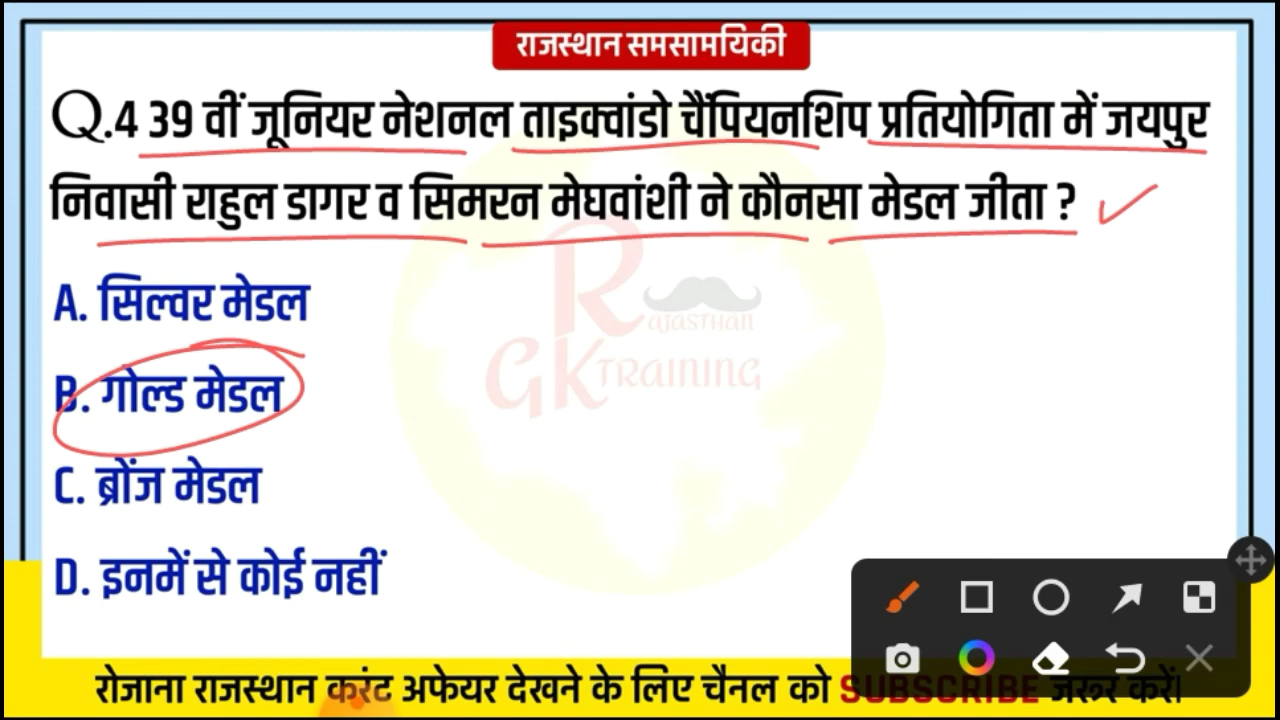 राजस्थान समसामयिकी
Q.4 39 वीं जूनियर नेशनल ताइक्वांडो चैंपियनशिप प्रतियोगिता में जयपुर
निवासी राहुल डागर व सिमरन मेघवांशी ने कौनसा मेडल जीता ?
A. सिल्वर मेडल
RAJASTHAN
B. गोल्ड मेडल
GK TRAINING
C. ब्रोंज मेडल
D. इनमें से कोई नहीं
रोजाना राजस्थान करंट अफेयर देखने के लिए चैनल को SUBSCRIBE जरूर करें।